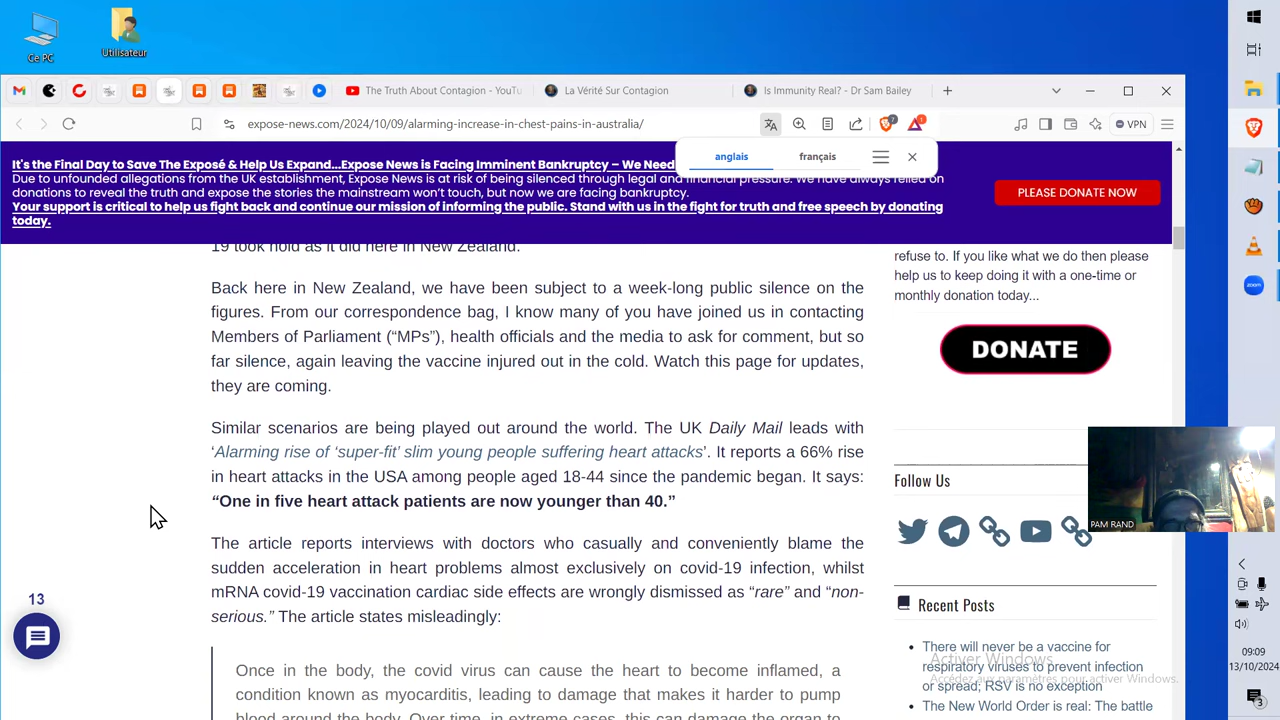 Ce PC
Utilisateur
The Truth About Contagion - YouTu
La Vérité Sur Contagion
Is Immunity Real? - Dr Sam Bailey
expose-news.com/2024/10/09/alarming-increase-in-chest-pains-in-australia/
7
1
VPN
anglais
français
It's the Final Day to Save The Exposé & Help Us Expand...Expose News is Facing Imminent Bankruptcy – We Need
Due to unfounded allegations from the UK establishment, Expose News is at risk of being silenced through legal and financial pressure. We have always relied on
donations to reveal the truth and expose the stories the mainstream won't touch, but now we are facing bankruptcy.
Your support is critical to help us fight back and continue our mission of informing the public. Stand with us in the fight for truth and free speech by donating
today.
PLEASE DONATE NOW
19 took hold as it did here in New Zealand.
Back here in New Zealand, we have been subject to a week-long public silence on the
figures. From our correspondence bag, I know many of you have joined us in contacting
Members of Parliament (“MPs”), health officials and the media to ask for comment, but so
far silence, again leaving the vaccine injured out in the cold. Watch this page for updates,
they are coming.
Similar scenarios are being played out around the world. The UK Daily Mail leads with
‘Alarming rise of ‘super-fit’ slim young people suffering heart attacks’. It reports a 66% rise
in heart attacks in the USA among people aged 18-44 since the pandemic began. It says:
“One in five heart attack patients are now younger than 40.”
The article reports interviews with doctors who casually and conveniently blame the
sudden acceleration in heart problems almost exclusively on covid-19 infection, whilst
mRNA covid-19 vaccination cardiac side effects are wrongly dismissed as “rare” and “non-
serious.” The article states misleadingly:
Once in the body, the covid virus can cause the heart to become inflamed, a
condition known as myocarditis, leading to damage that makes it harder to pump
blood around the body. Over time, in extreme cases, this can damage the organ to
refuse to. If you like what we do then please
help us to keep doing it with a one-time or
monthly donation today...
DONATE
Follow Us
PAM RAND
Recent Posts
There will never be a vaccine for
respiratory viruses to prevent infection
or spread; RSV is no exception
The New World Order is real: The battle
Activer Windows
Accédez aux paramètres pour activer Windows.
13
zoom
09:09
13/10/2024
3